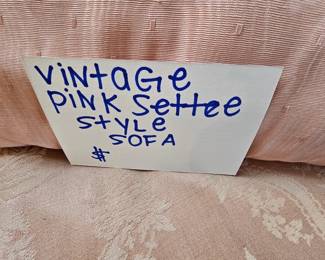 ViNtAGe
PiNK Settee
StYLe
SOFA
$